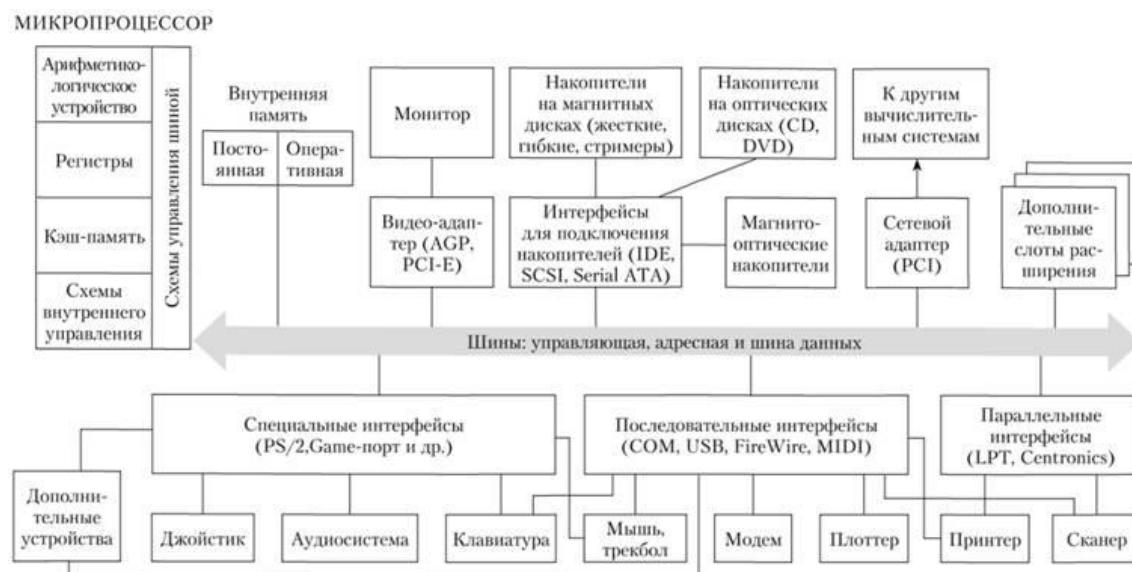 МИКРОПРОЦЕССОР
Арифметико-
логическое
устройство
Регистры
Кэш-память
Схемы
внутреннего
управления
Схемы управления шиной
Внутренняя
память
Посто-
янная
Опера-
тивная
Монитор
Накопители
на магнитных
дисках (жесткие,
гибкие, стримеры)
Накопители
на оптических
дисках (CD,
DVD)
К другим
вычислитель-
ным системам
Видео-адап-
тер (AGP,
PCI-E)
Интерфейсы
для подключения
накопителей (IDE,
SCSI, Serial ATA)
Магнито-
оптические
накопители
Сетевой
адаптер
(PCI)
Дополни-
тельные
слоты рас-
ширения
Шины: управляющая, адресная и шина данных
Специальные интерфейсы
(PS/2,Game-порт и др.)
Последовательные интерфейсы
(COM, USB, FireWire, MIDI)
Параллельные
интерфейсы
(LPT, Centronics)
Дополни-
тельные
устройства
Джойстик
Аудиосистема
Клавиатура
Мышь,
трекбол
Модем
Плоттер
Принтер
Сканер